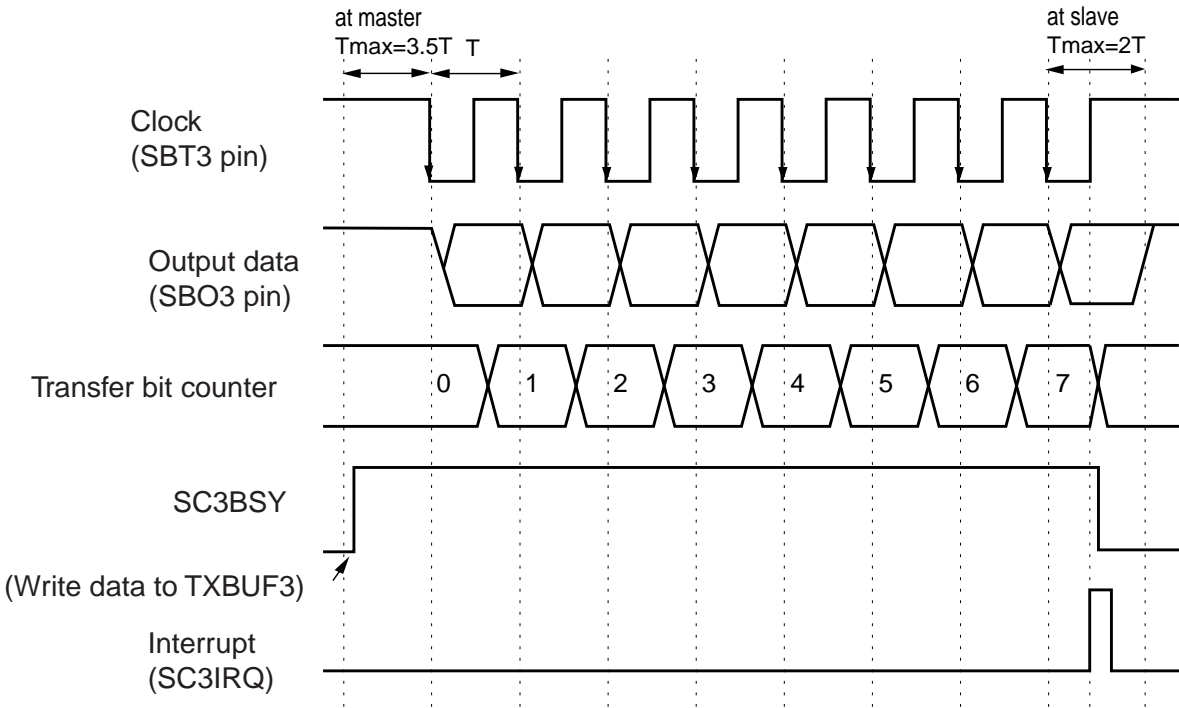 at master
Tmax=3.5T
T
at slave
Tmax=2T
Clock
(SBT3 pin)
Output data
(SBO3 pin)
Transfer bit counter
0 1 2 3 4 5 6 7
SC3BSY
(Write data to TXBUF3)
Interrupt
(SC3IRQ)